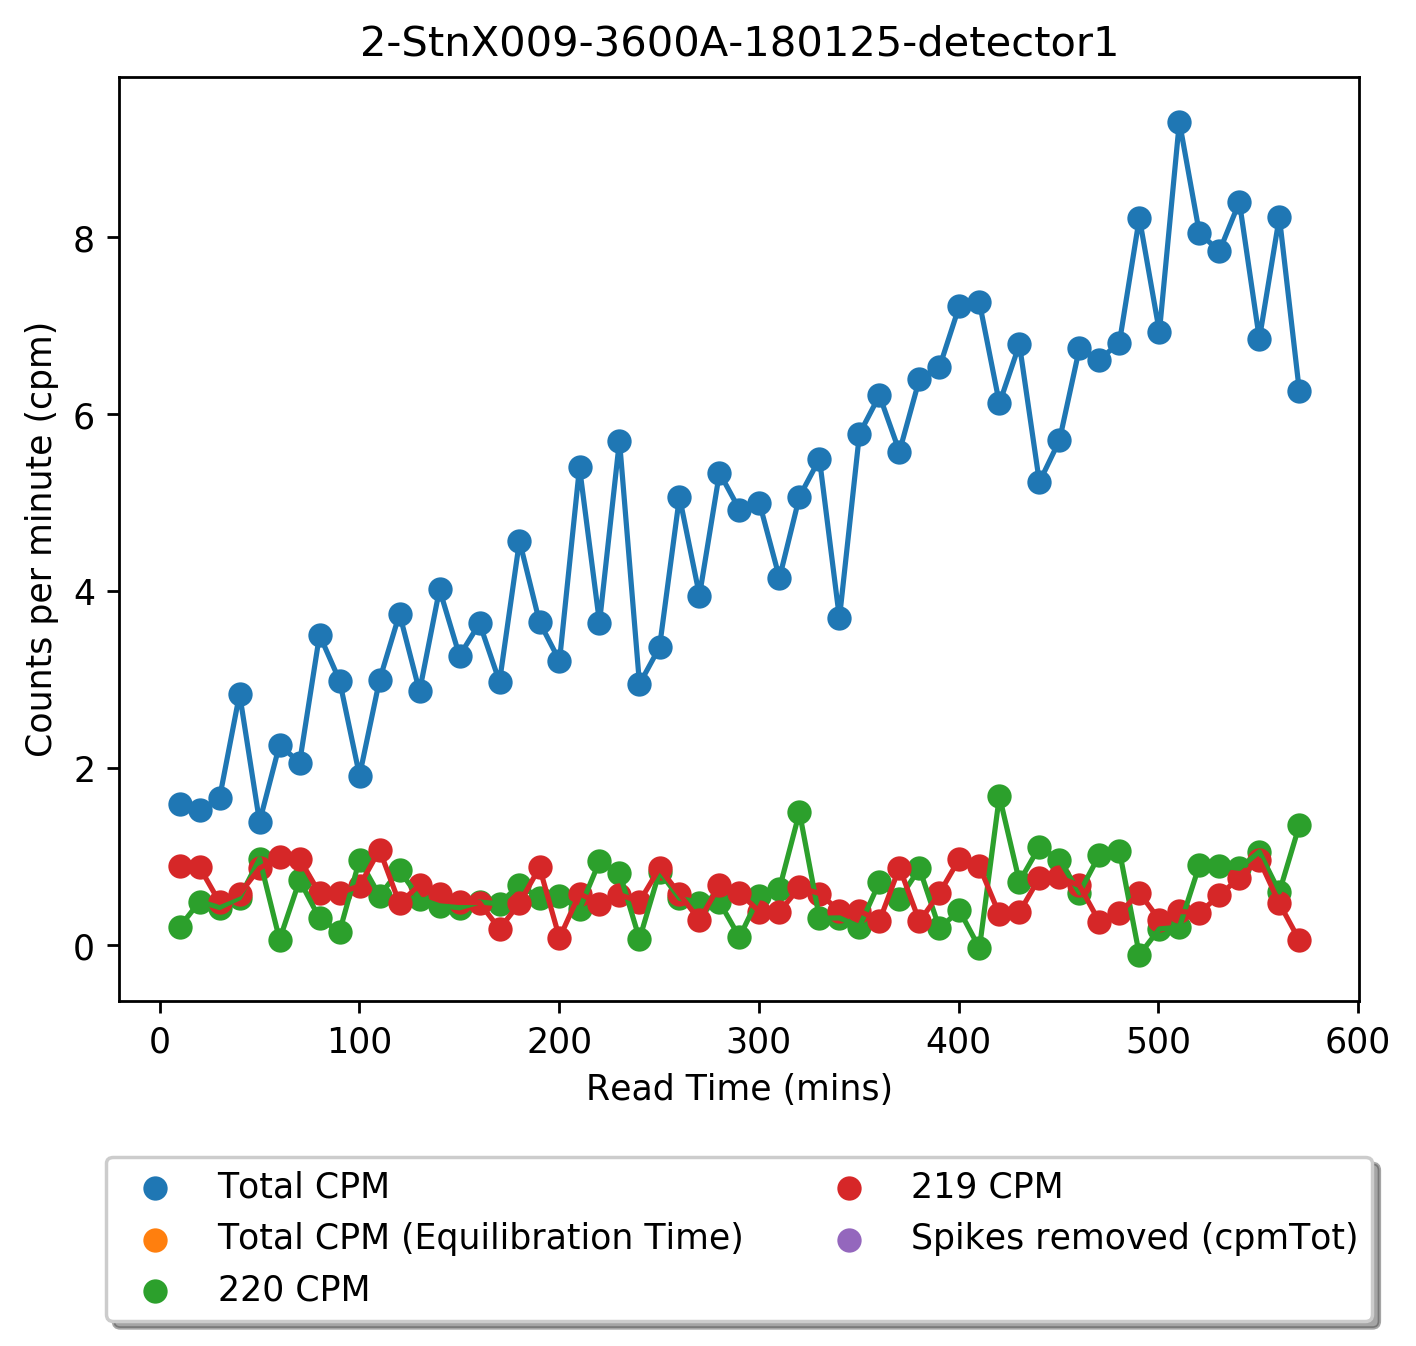 2-StnX009-3600A-180125-detector1
Counts per minute (cpm)
8
6
4
2
0
0 100 200 300 400 500 600
Read Time (mins)
Total CPM
Total CPM (Equilibration Time)
220 CPM
219 CPM
Spikes removed (cpmTot)